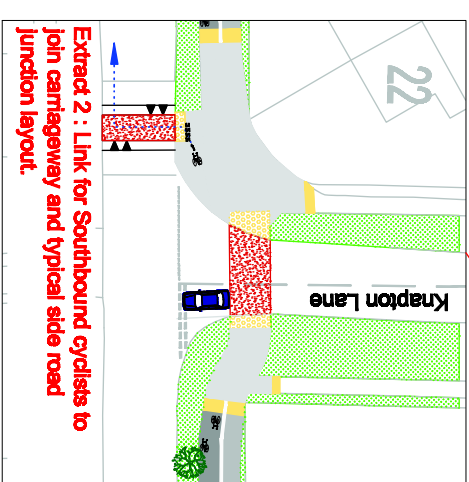 Extract 2 : Link for Southbound cyclists to
join carriageway and typical side road
junction layout.
22
Knapton Lane